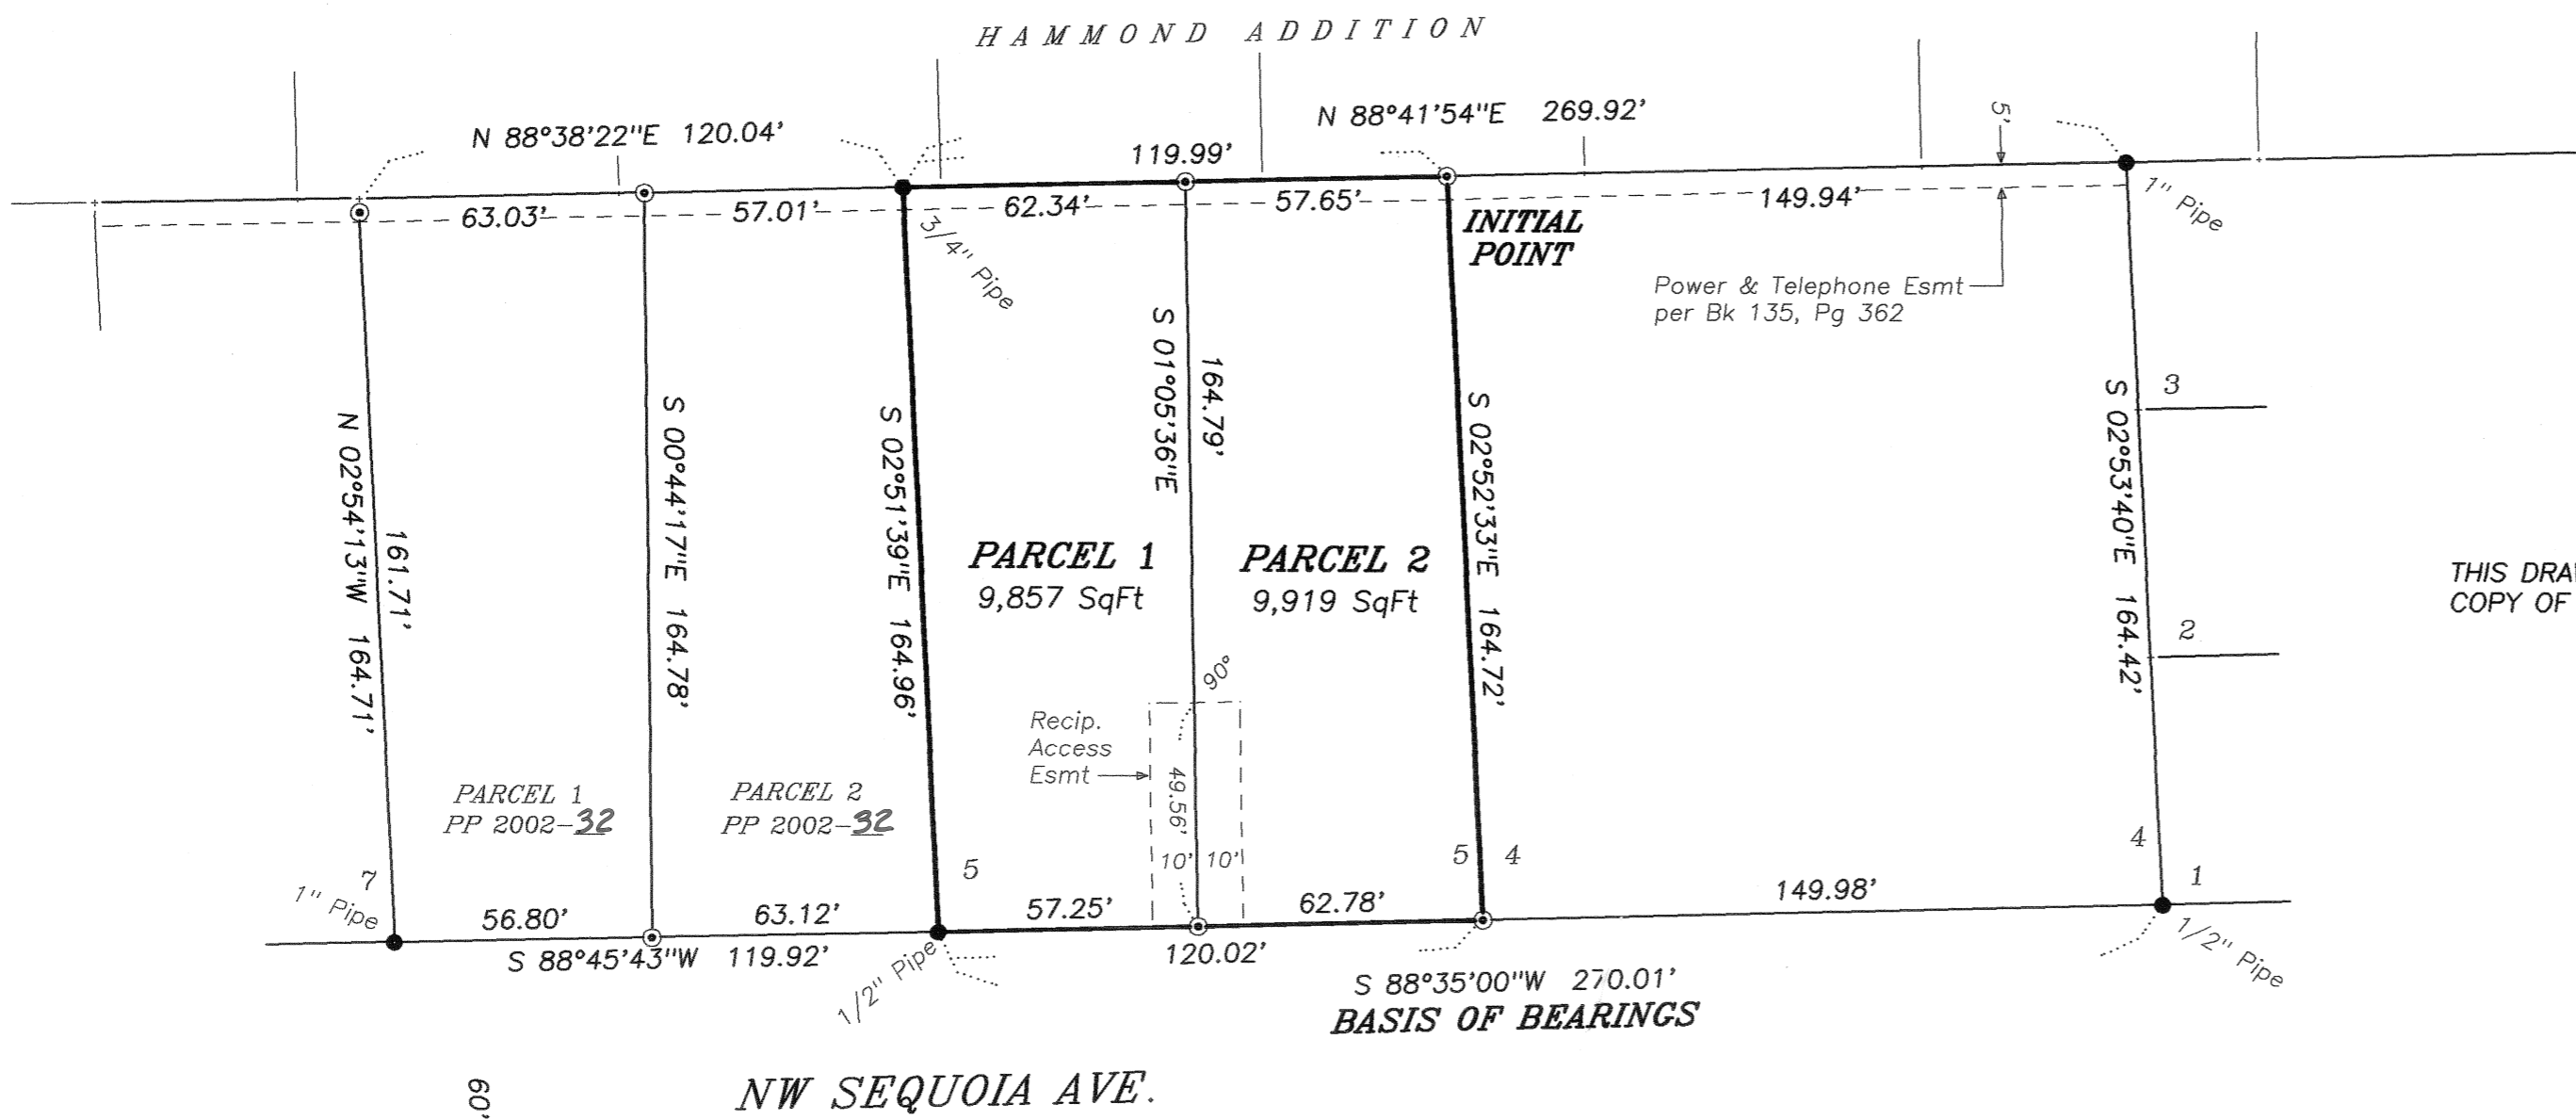 HAMMOND ADDITION
N 88°38'22"E 120.04'
N 88°41'54"E 269.92'
119.99'
5'
63.03'
57.01'
62.34'
57.65'
149.94'
3/4" Pipe
INITIAL
POINT
1" Pipe
Power & Telephone Esmt
per Bk 135, Pg 362
N 02°54'13"W 164.71'
161.71'
S 00°44'17"E 164.78'
S 02°51'39"E 164.96'
S 01°05'36"E
164.79'
S 02°52'33"E 164.72'
S 02°53'40"E 164.42'
3
2
PARCEL 1
9,857 SqFt
PARCEL 2
9,919 SqFt
THIS DRA
COPY OF
90°
Recip.
Access
Esmt
49.56'
10'
10'
PARCEL 1
PP 2002-32
PARCEL 2
PP 2002-32
7
5
5
4
4
1
1" Pipe
56.80'
63.12'
57.25'
62.78'
149.98'
S 88°45'43"W 119.92'
1/2" Pipe
120.02'
1/2" Pipe
S 88°35'00"W 270.01'
BASIS OF BEARINGS
60'
NW SEQUOIA AVE.